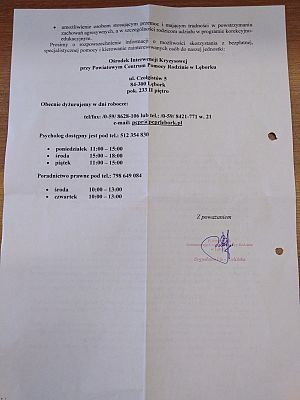 • umożliwienie osobom stosującym przemoc i mającym trudności w powstrzymaniu
zachowań agresywnych, a w szczególności rodzicom udziału w programie korekcyjno-
edukacyjnym.
Prosimy o rozpowszechnienie informacji o możliwości skorzystania z bezpłatnej,
specjalistycznej pomocy i kierowanie zainteresowanych osób do naszej jednostki:
Ośrodek Interwencji Kryzysowej
przy Powiatowym Centrum Pomocy Rodzinie w Lęborku
ul. Czołgistów 5
84-300 Lębork
pok. 233 II piętro
Obecnie dyżurujemy w dni robocze:
tel/fax: /0-59/ 8628-106 lub tel.: /0-59/ 8421-771 w. 21
e-mail: pcpr@pcprlebork.pl
Psycholog dostępny jest pod tel.: 512 354 830
• poniedziałek 11:00 – 15:00
• środa 15:00 – 18:00
• piątek 11:00 – 15:00
Poradnictwo prawne pod tel.: 798 649 084
• środa 10:00 – 13:00
• czwartek 10:00 – 13:00
Z poważaniem